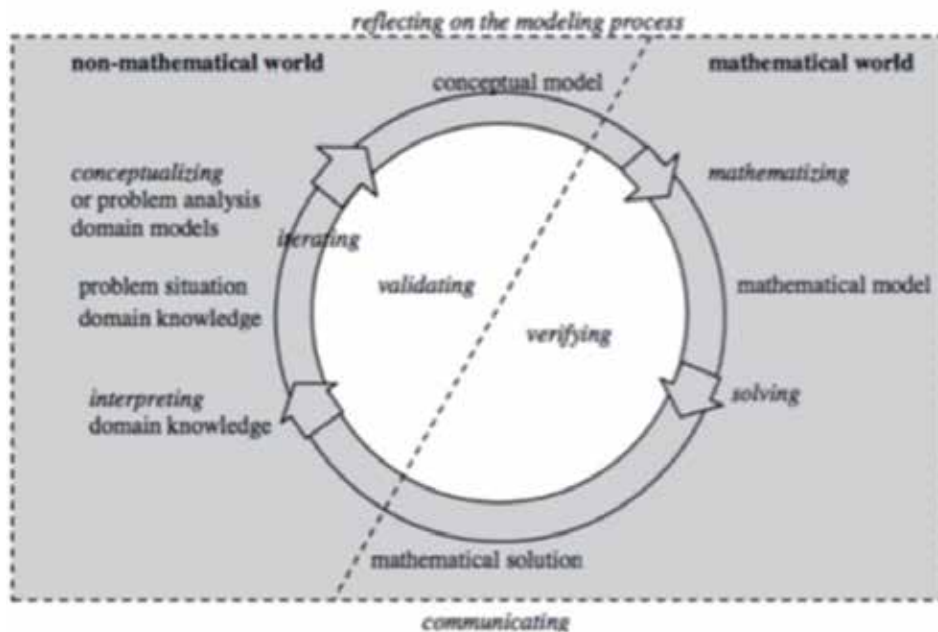 reflecting on the modeling process
non-mathematical world
mathematical world
conceptual model
conceptualizing
or problem analysis
domain models
mathematizing
iterating
problem situation
domain knowledge
validating
mathematical model
verifying
interpreting
domain knowledge
solving
mathematical solution
communicating